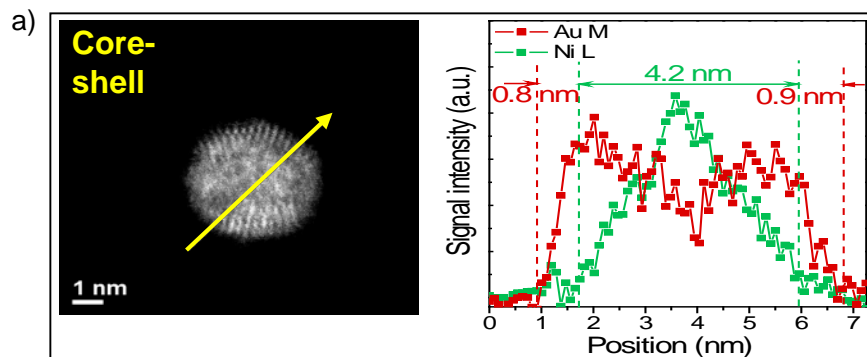 a)
Core-
shell
1 nm
Au M
Ni L
4.2 nm
0.8 nm
0.9 nm
Signal intensity (a.u.)
0 1 2 3 4 5 6 7
Position (nm)